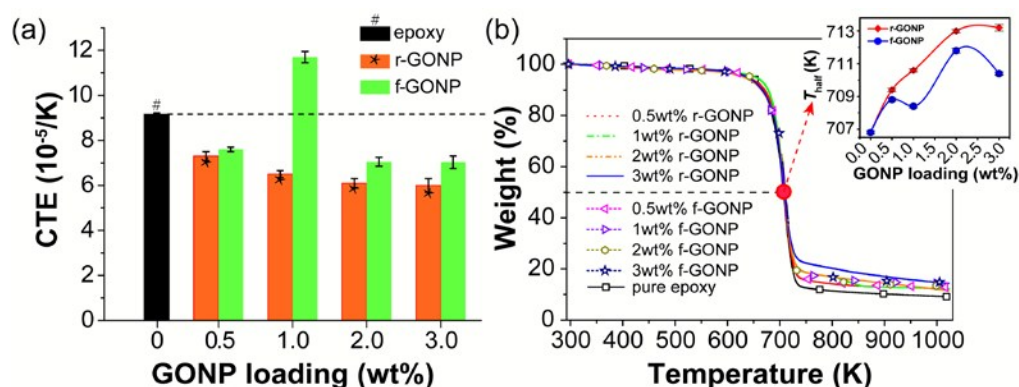 (a)
#
epoxy
r-GONP
f-GONP
#
CTE (10⁻⁵/K)
12
10
8
6
4
2
0
0
0.5
1.0
2.0
3.0
GONP loading (wt%)
(b)
100
80
60
40
20
0
Weight (%)
0.5wt% r-GONP
1wt% r-GONP
2wt% r-GONP
3wt% r-GONP
0.5wt% f-GONP
1wt% f-GONP
2wt% f-GONP
3wt% f-GONP
pure epoxy
300 400 500 600 700 800 900 1000
Temperature (K)
r-GONP
f-GONP
713
711
709
707
T_half (K)
0.0 0.5 1.0 1.5 2.0 2.5 3.0
GONP loading (wt%)